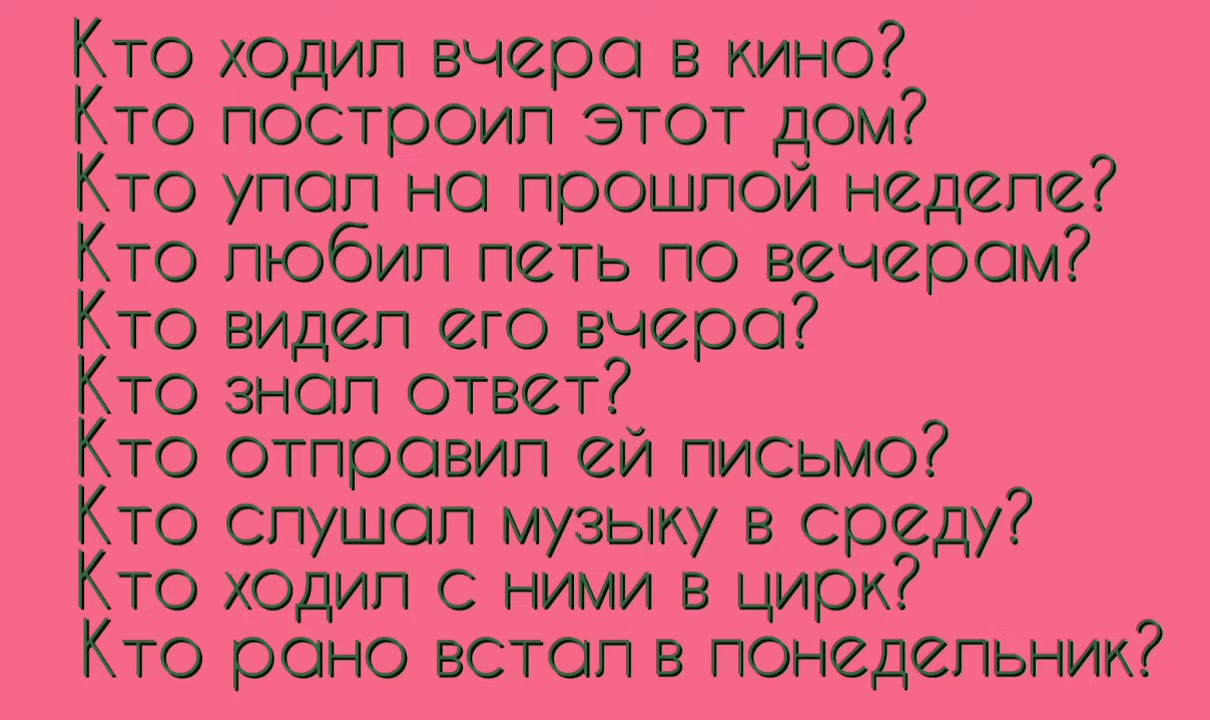 Кто ходил вчера в кино?
Кто построил этот дом?
Кто упал на прошлой неделе?
Кто любил петь по вечерам?
Кто видел его вчера?
Кто знал ответ?
Кто отправил ей письмо?
Кто слушал музыку в среду?
Кто ходил с ними в цирк?
Кто рано встал в понедельник?